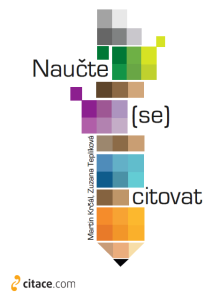 Naučte
(se)
citovat
Martin Krčál, Zuzana Teplíková
citace.com